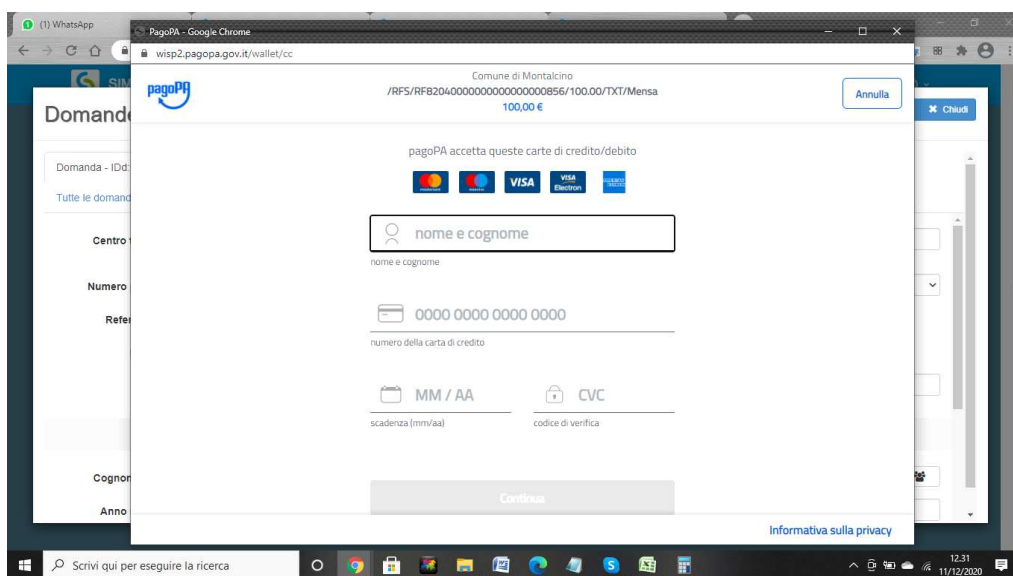 (1) WhatsApp
PagoPA - Google Chrome
wisp2.pagopa.gov.it/wallet/cc
SIM
pagoPA
Comune di Montalcino
/RFS/RFB2040000000000000000856/100.00/TXT/Mensa
100,00 €
Annulla
Domande
Chiudi
pagoPA accetta queste carte di credito/debito
VISA
VISA Electron
Domanda - IDd:
Tutte le domand
nome e cognome
nome e cognome
Centro
Numero
0000 0000 0000 0000
Refer
numero della carta di credito
MM / AA
CVC
scadenza (mm/aa)
codice di verifica
Cognor
Continua
Anno
Informativa sulla privacy
Scrivi qui per eseguire la ricerca
12.31
11/12/2020